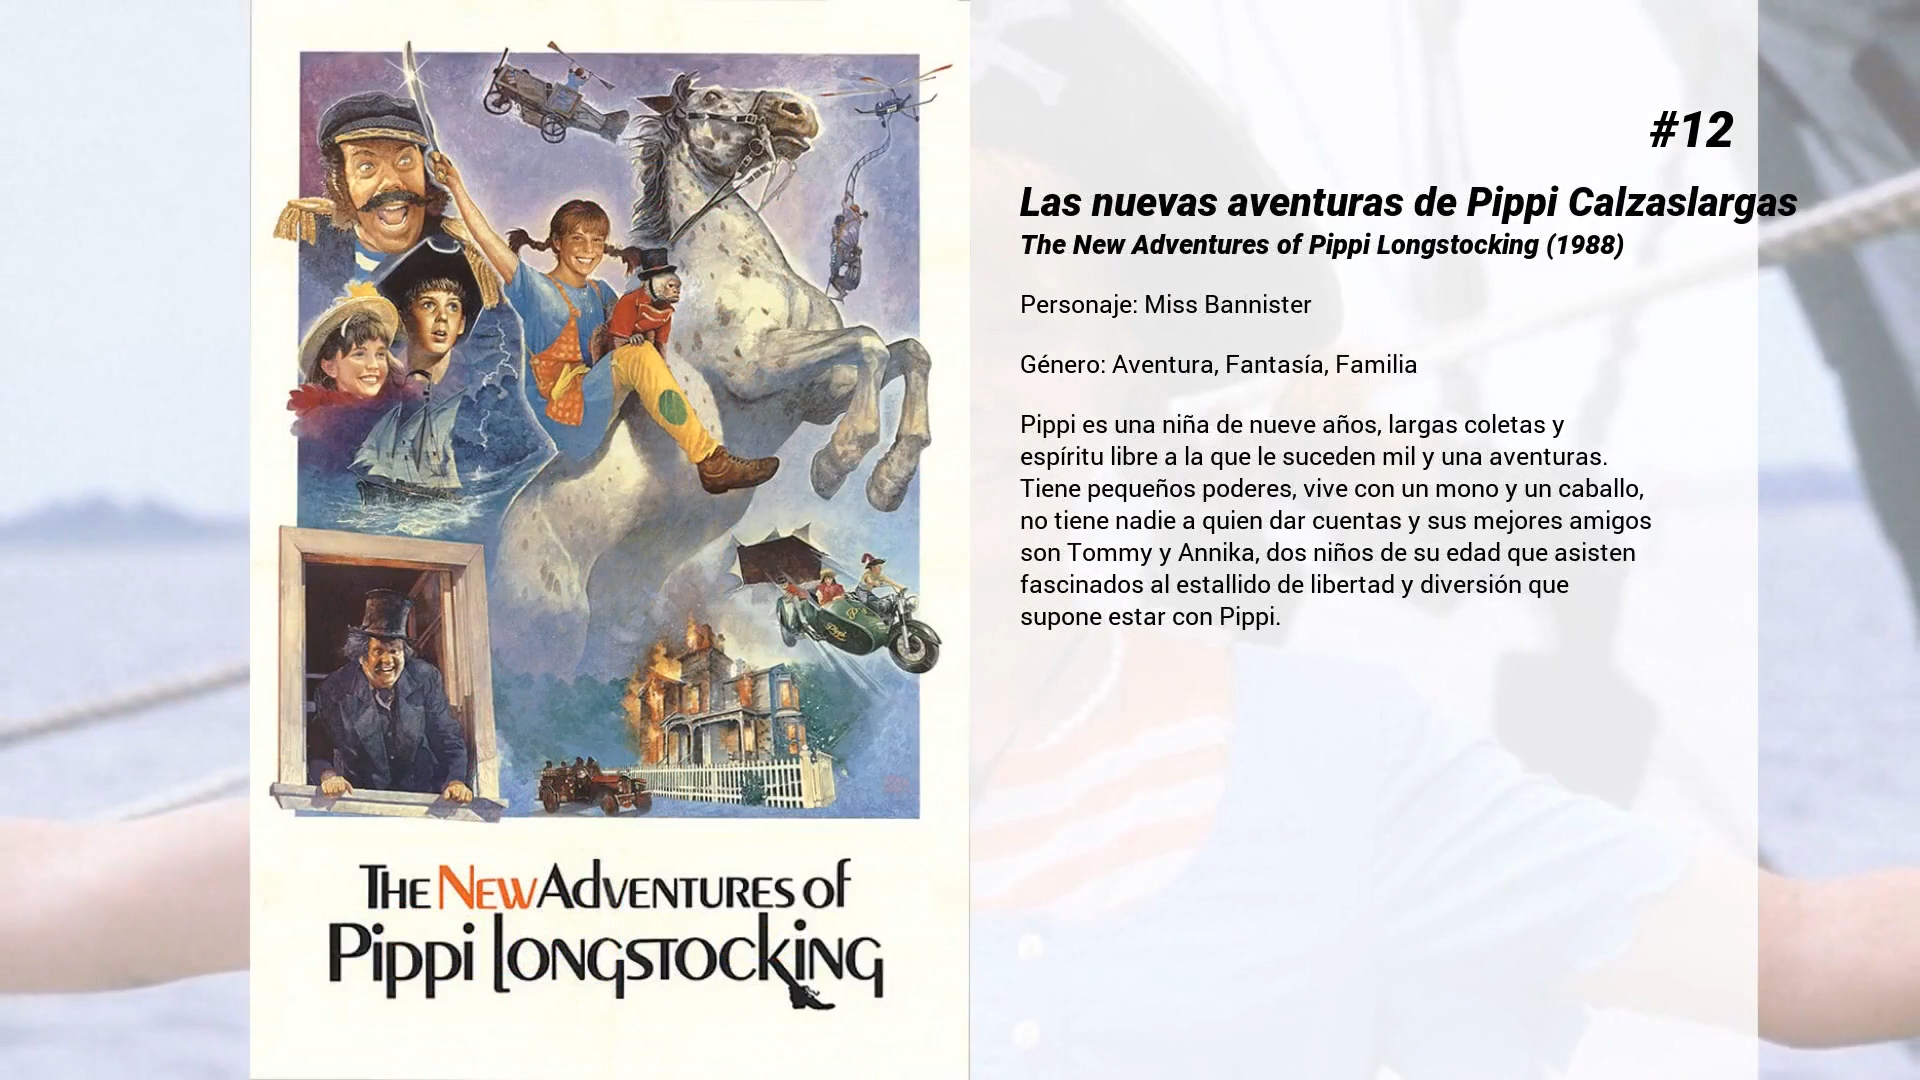 The New Adventures of
Pippi Longstocking
#12
Las nuevas aventuras de Pippi Calzaslargas
The New Adventures of Pippi Longstocking (1988)
Personaje: Miss Bannister
Género: Aventura, Fantasía, Familia
Pippi es una niña de nueve años, largas coletas y
espíritu libre a la que le suceden mil y una aventuras.
Tiene pequeños poderes, vive con un mono y un caballo,
no tiene nadie a quien dar cuentas y sus mejores amigos
son Tommy y Annika, dos niños de su edad que asisten
fascinados al estallido de libertad y diversión que
supone estar con Pippi.